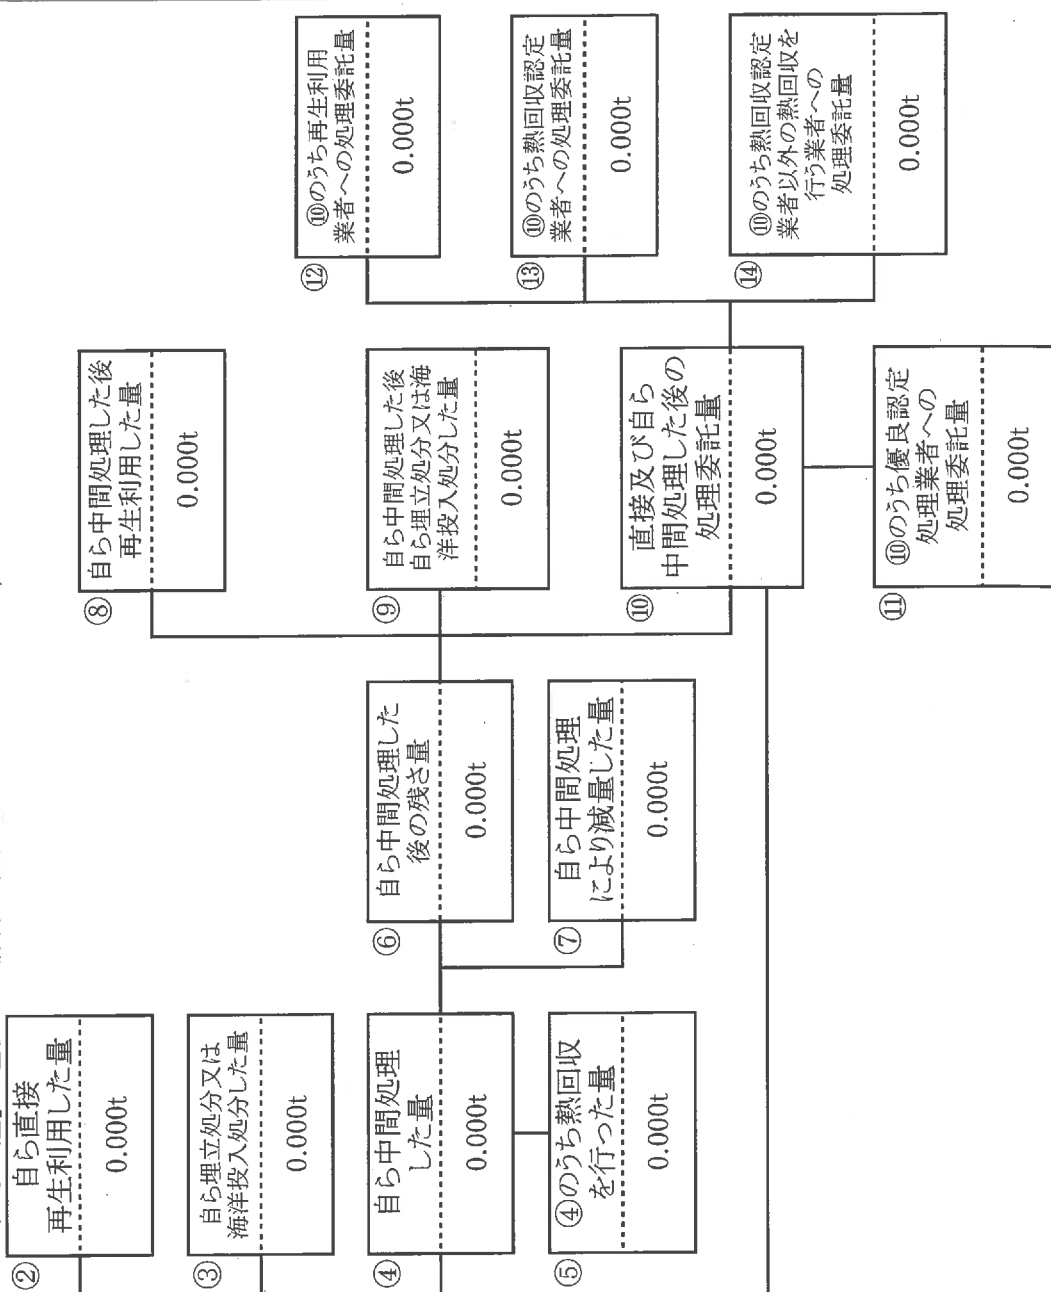 ②
自ら直接
再生利用した量
0.000t
③
自ら埋立処分又は
海洋投入処分した量
0.000t
④
自ら中間処理
した量
0.000t
⑤
④のうち熱回収
を行った量
0.000t
⑥
自ら中間処理した
後の残さ量
0.000t
⑦
自ら中間処理
により減量した量
0.000t
⑧
自ら中間処理した後
再生利用した量
0.000t
⑨
自ら中間処理した後
自ら埋立処分又は海
洋投入処分した量
0.000t
⑩
直接及び自ら
中間処理した後の
処理委託量
0.000t
⑪
⑩のうち優良認定
処理業者への
処理委託量
0.000t
⑫
⑩のうち再生利用
業者への処理委託量
0.000t
⑬
⑩のうち熱回収認定
業者への処理委託量
0.000t
⑭
⑩のうち熱回収認定
業者以外の熱回収を
行う業者への
処理委託量
0.000t